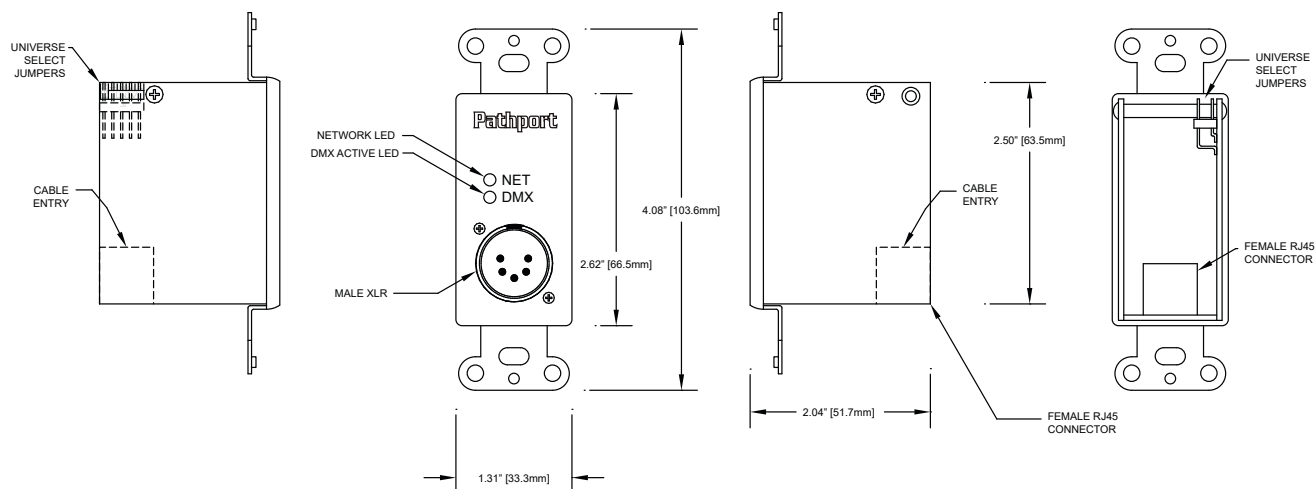 UNIVERSE
SELECT
JUMPERS
CABLE
ENTRY
NETWORK LED
DMX ACTIVE LED
MALE XLR
Pathport
NET
DMX
4.08" [103.6mm]
2.62" [66.5mm]
1.31" [33.3mm]
2.50" [63.5mm]
CABLE
ENTRY
2.04" [51.7mm]
FEMALE RJ45
CONNECTOR
UNIVERSE
SELECT
JUMPERS
FEMALE RJ45
CONNECTOR